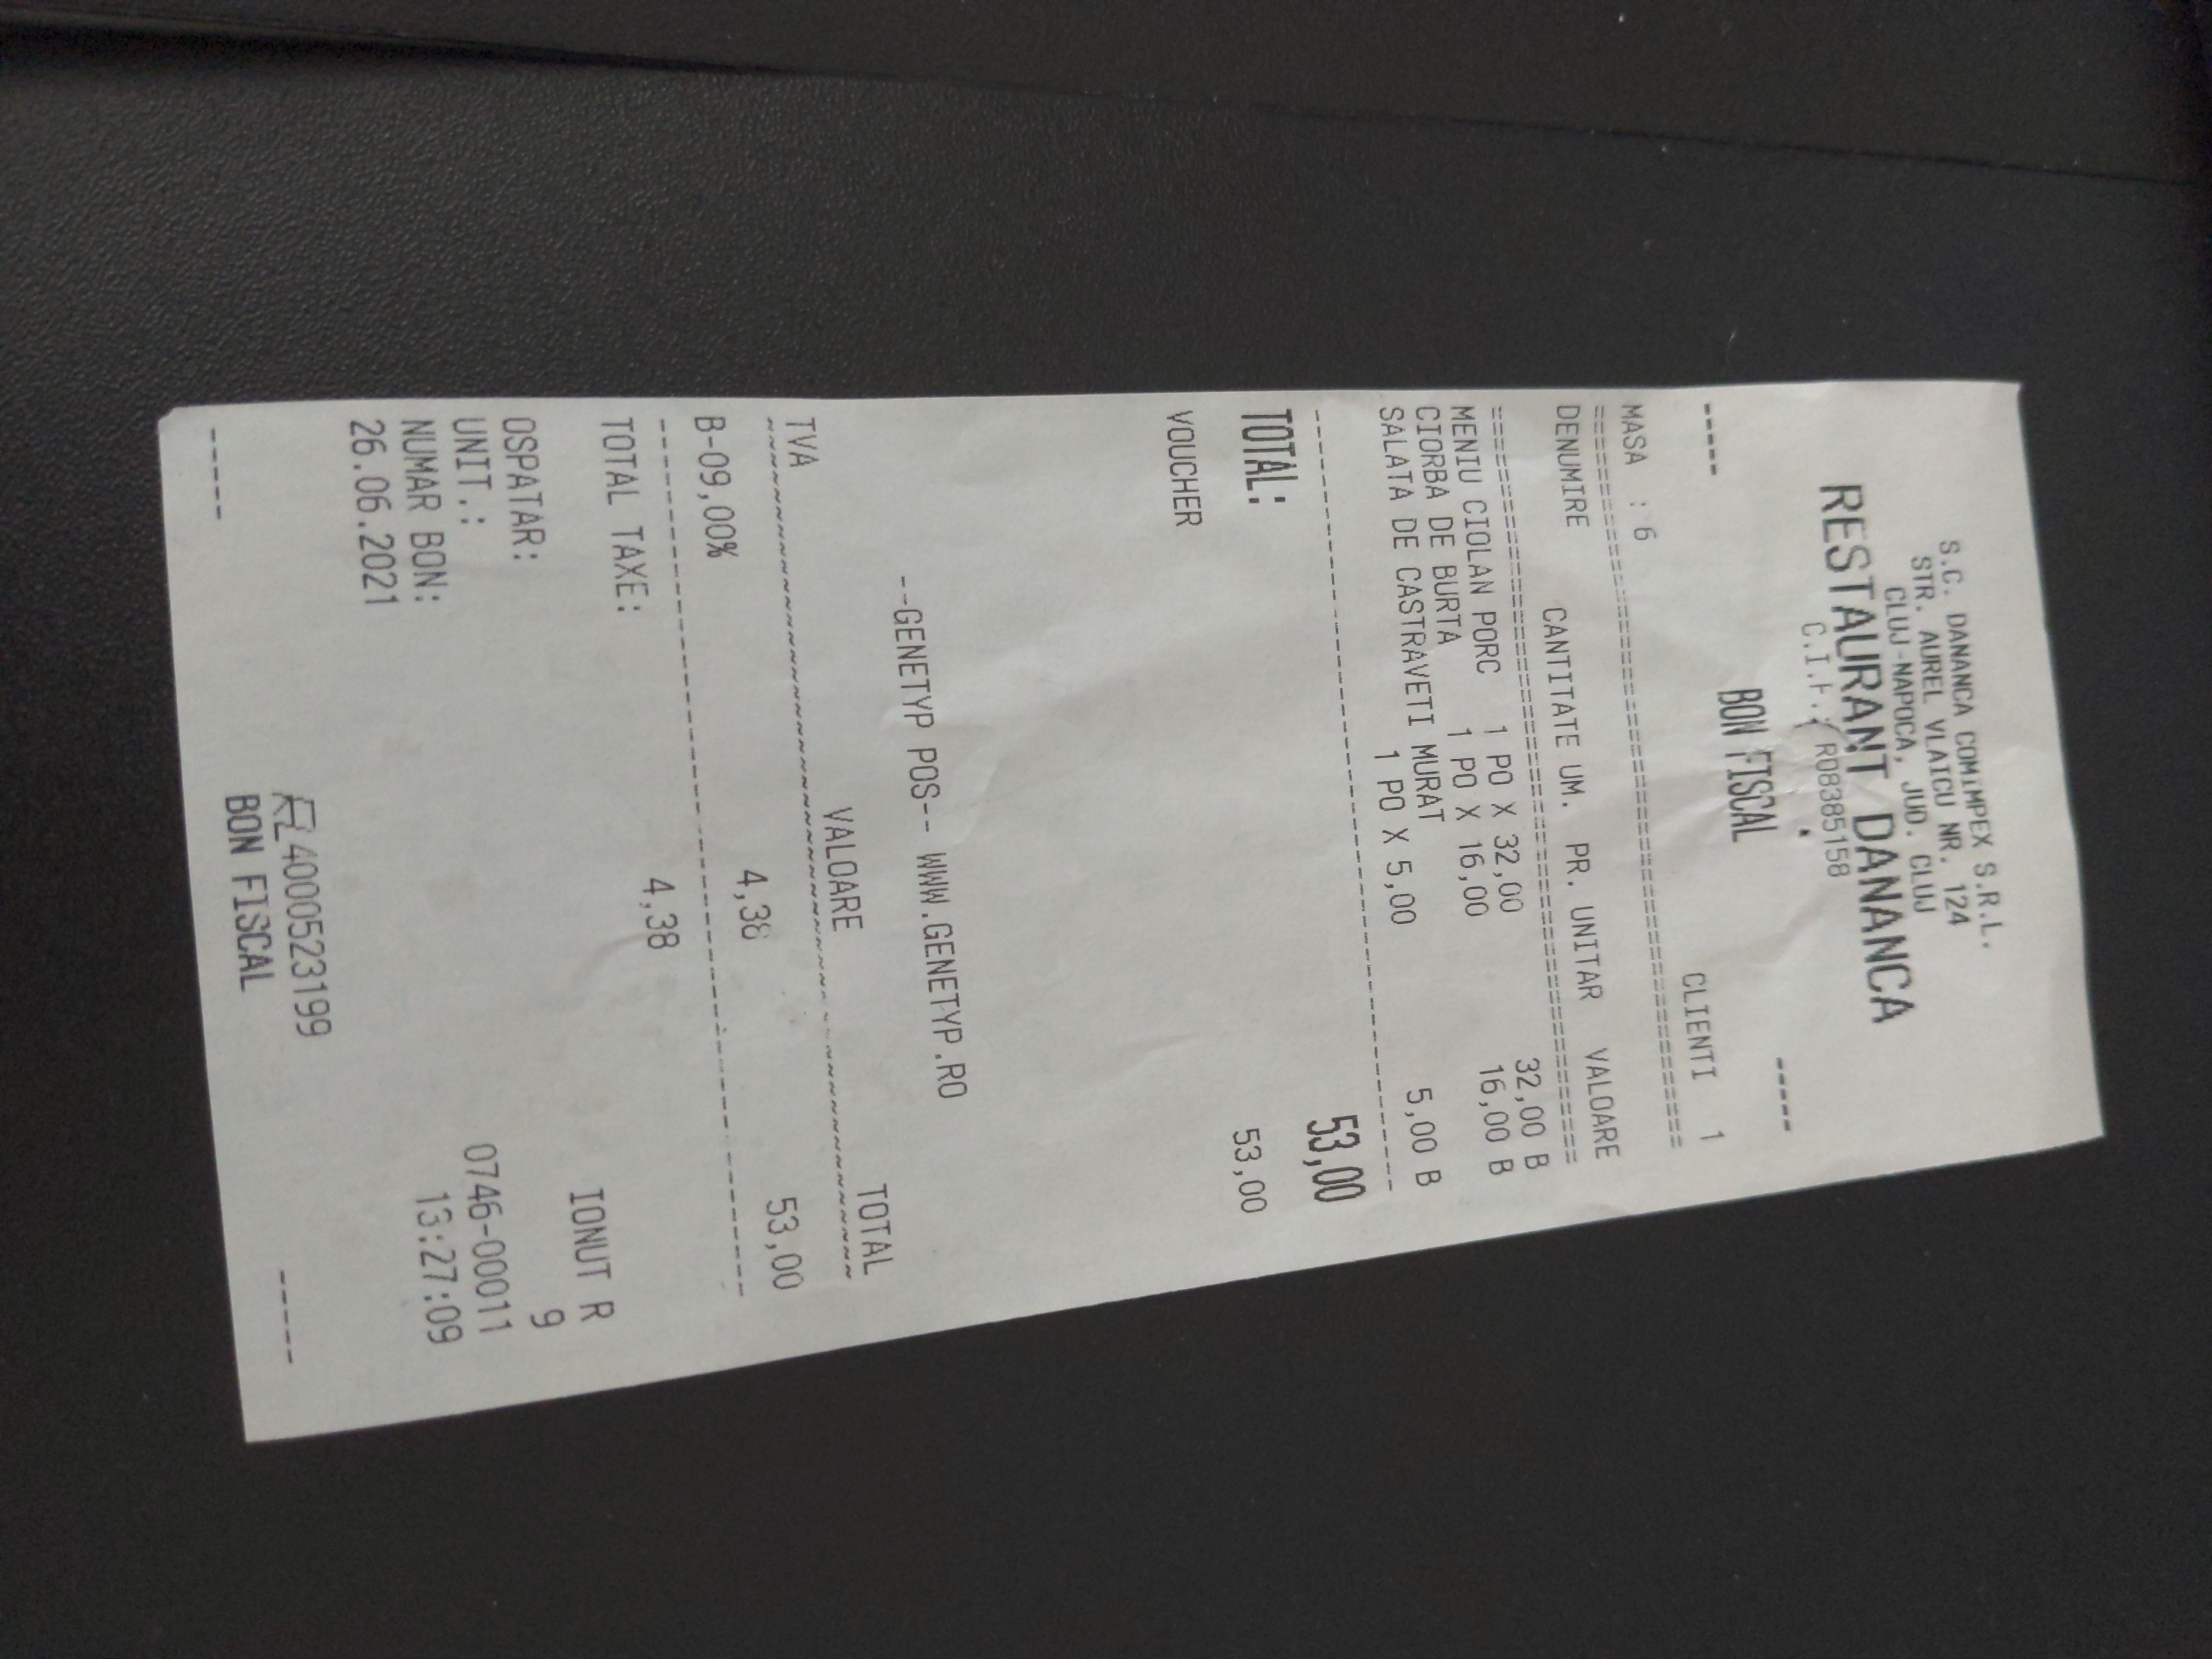 S.C. DANANCA COMIMPEX S.R.L.
STR. AUREL VLAICU NR. 124
CLUJ-NAPOCA, JUD. CLUJ
RESTAURANT DANANCA
C.I.F.: RO8385158
----- BON FISCAL -----
MASA : 6 CLIENTI 1
==========================================
DENUMIRE CANTITATE UM. PR. UNITAR VALOARE
==========================================
MENIU CIOLAN PORC 1 PO X 32,00 32,00 B
CIORBA DE BURTA 1 PO X 16,00 16,00 B
SALATA DE CASTRAVETI MURAT
1 PO X 5,00 5,00 B
------------------------------------------
TOTAL: 53,00
VOUCHER 53,00
--GENETYP POS-- WWW.GENETYP.RO
TVA VALOARE TOTAL
~~~~~~~~~~~~~~~~~~~~~~~~~~~~~~~~~~~~~~~~~~
B-09,00% 4,38 53,00
------------------------------------------
TOTAL TAXE: 4,38
OSPATAR: IONUT R
UNIT.: 9
NUMAR BON: 0746-00011
26.06.2021 13:27:09
4000523199
----- BON FISCAL -----